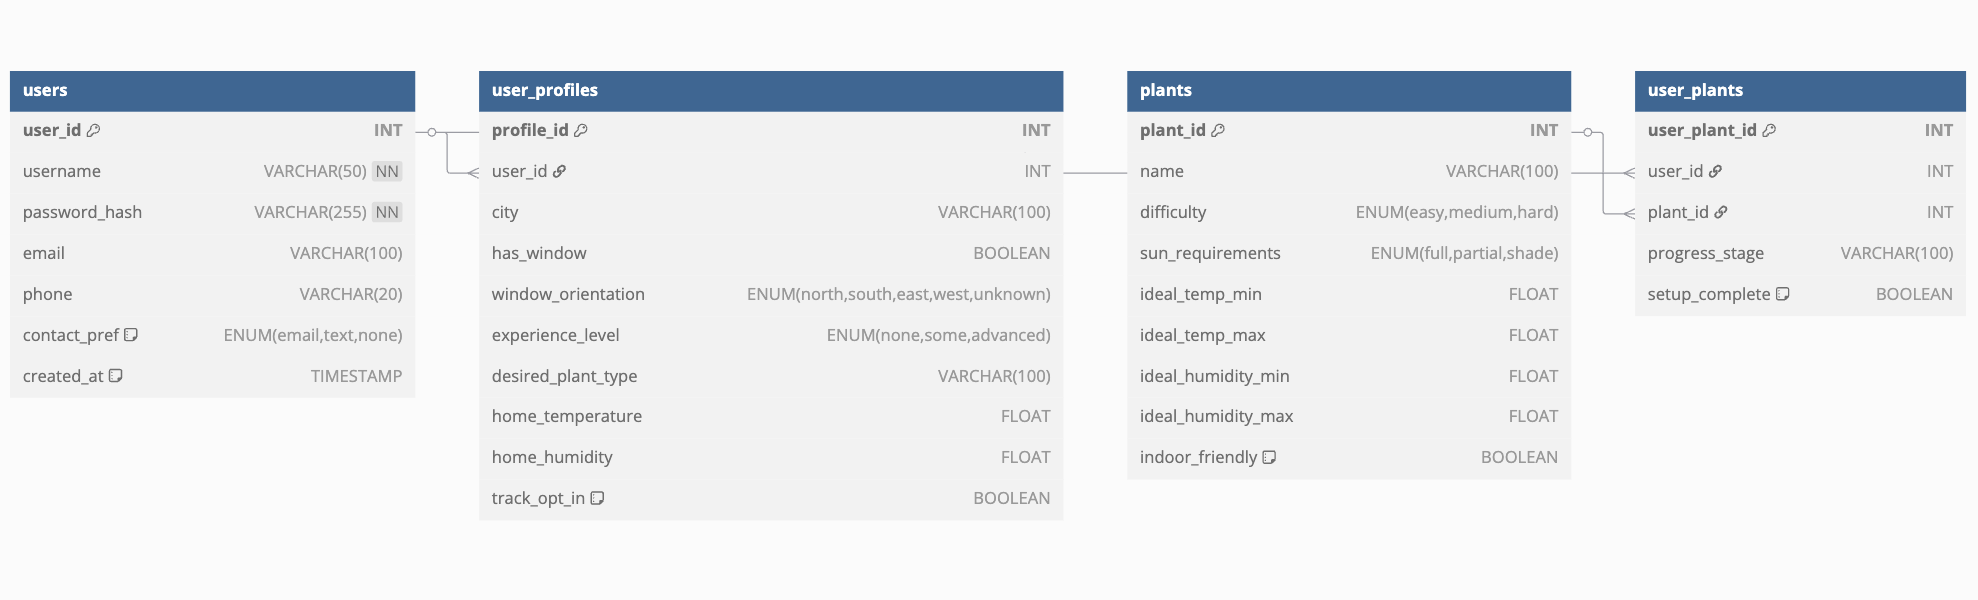 users
user_id INT
username VARCHAR(50) NN
password_hash VARCHAR(255) NN
email VARCHAR(100)
phone VARCHAR(20)
contact_pref ENUM(email,text,none)
created_at TIMESTAMP
user_profiles
profile_id INT
user_id INT
city VARCHAR(100)
has_window BOOLEAN
window_orientation ENUM(north,south,east,west,unknown)
experience_level ENUM(none,some,advanced)
desired_plant_type VARCHAR(100)
home_temperature FLOAT
home_humidity FLOAT
track_opt_in BOOLEAN
plants
plant_id INT
name VARCHAR(100)
difficulty ENUM(easy,medium,hard)
sun_requirements ENUM(full,partial,shade)
ideal_temp_min FLOAT
ideal_temp_max FLOAT
ideal_humidity_min FLOAT
ideal_humidity_max FLOAT
indoor_friendly BOOLEAN
user_plants
user_plant_id INT
user_id INT
plant_id INT
progress_stage VARCHAR(100)
setup_complete BOOLEAN